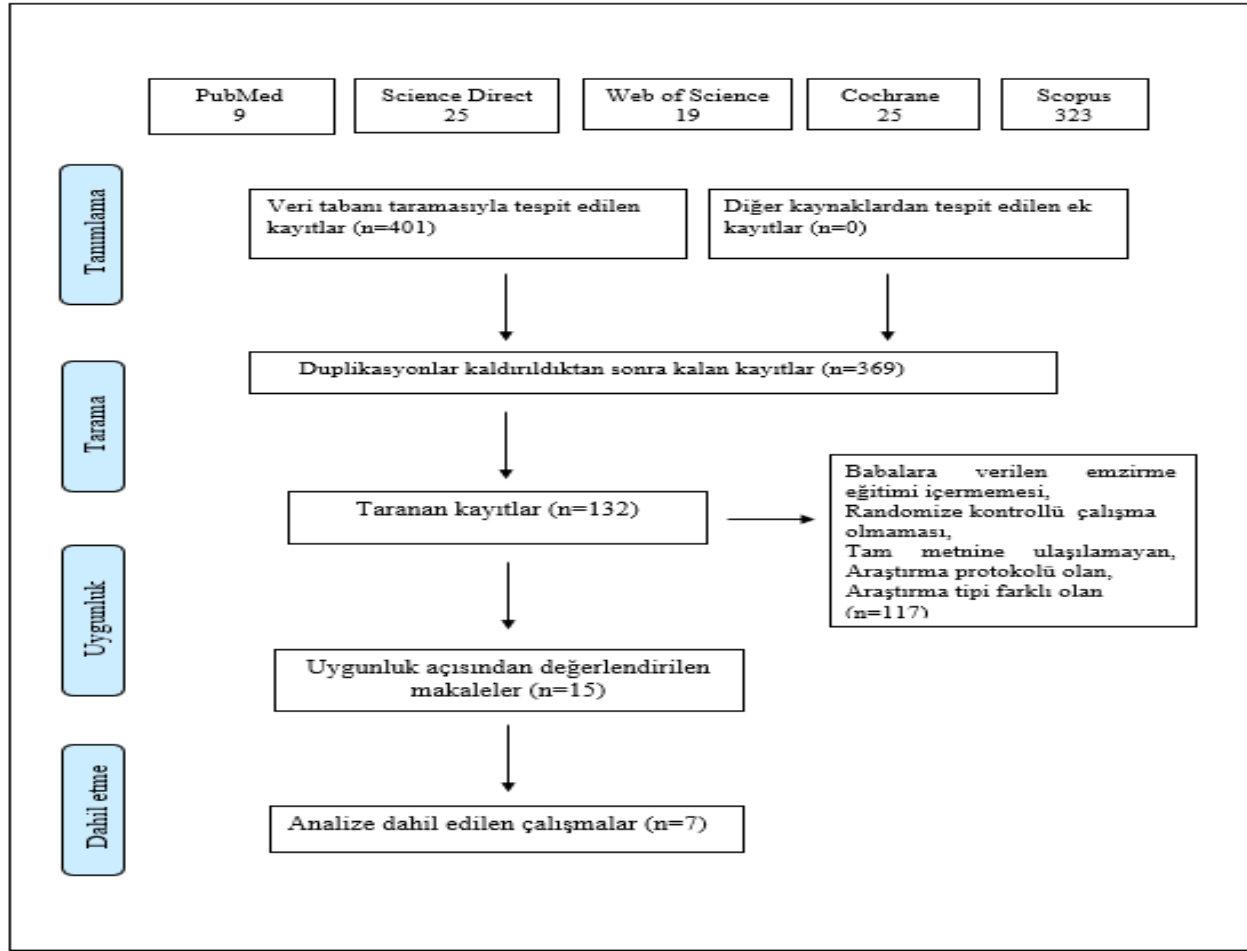 PubMed
9
Science Direct
25
Web of Science
19
Cochrane
25
Scopus
323
Tanımlama
Veri tabanı taramasıyla tespit edilen
kayıtlar (n=401)
Diğer kaynaklardan tespit edilen ek
kayıtlar (n=0)
Tarama
Duplikasyonlar kaldırıldıktan sonra kalan kayıtlar (n=369)
Taranan kayıtlar (n=132)
Babalara verilen emzirme
eğitimi içermemesi,
Randomize kontrollü çalışma
olmaması,
Tam metnine ulaşılamayan,
Araştırma protokolü olan,
Araştırma tipi farklı olan
(n=117)
Uygunluk
Uygunluk açısından değerlendirilen
makaleler (n=15)
Dahil etme
Analize dahil edilen çalışmalar (n=7)